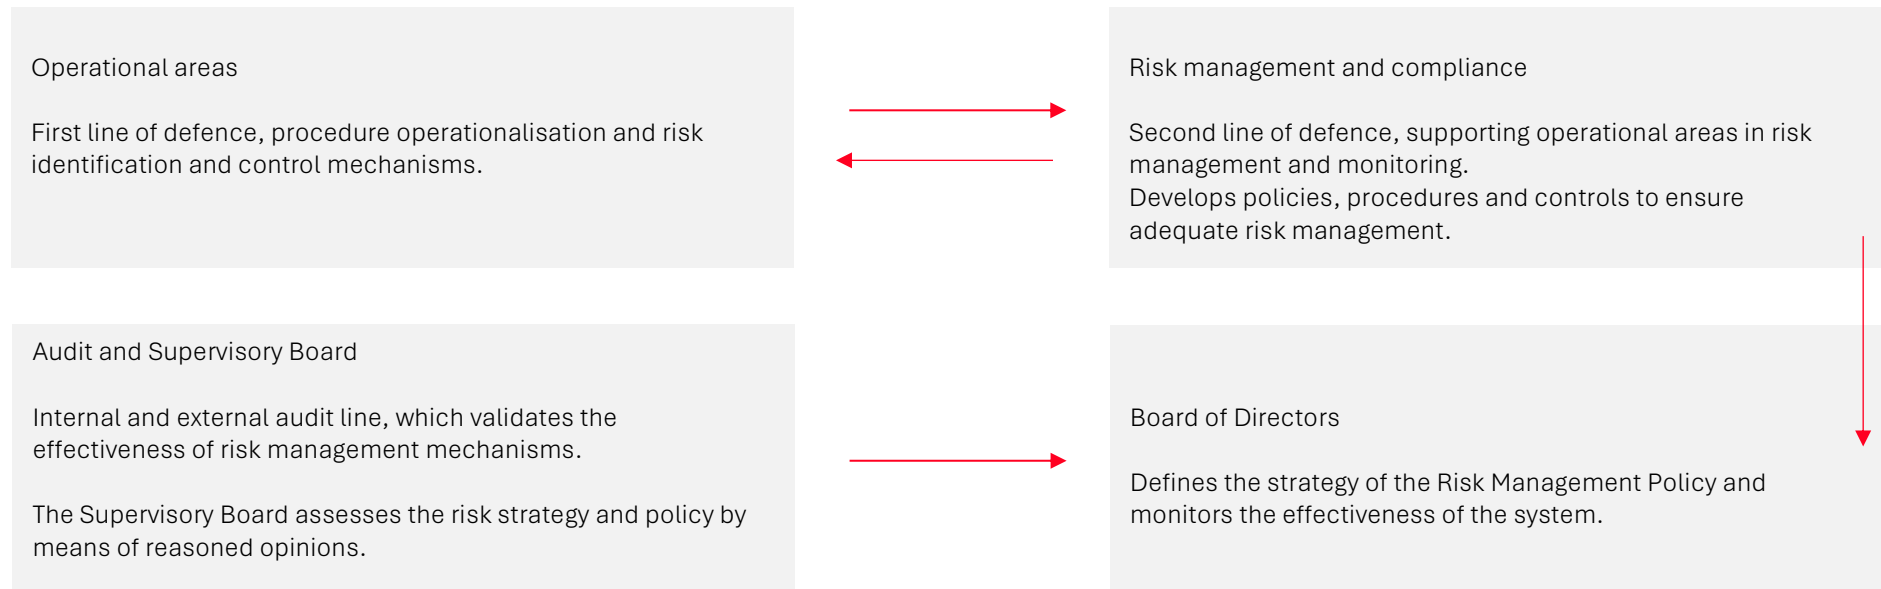 Operational areas
First line of defence, procedure operationalisation and risk
identification and control mechanisms.
Risk management and compliance
Second line of defence, supporting operational areas in risk
management and monitoring.
Develops policies, procedures and controls to ensure
adequate risk management.
Audit and Supervisory Board
Internal and external audit line, which validates the
effectiveness of risk management mechanisms.
The Supervisory Board assesses the risk strategy and policy by
means of reasoned opinions.
Board of Directors
Defines the strategy of the Risk Management Policy and
monitors the effectiveness of the system.